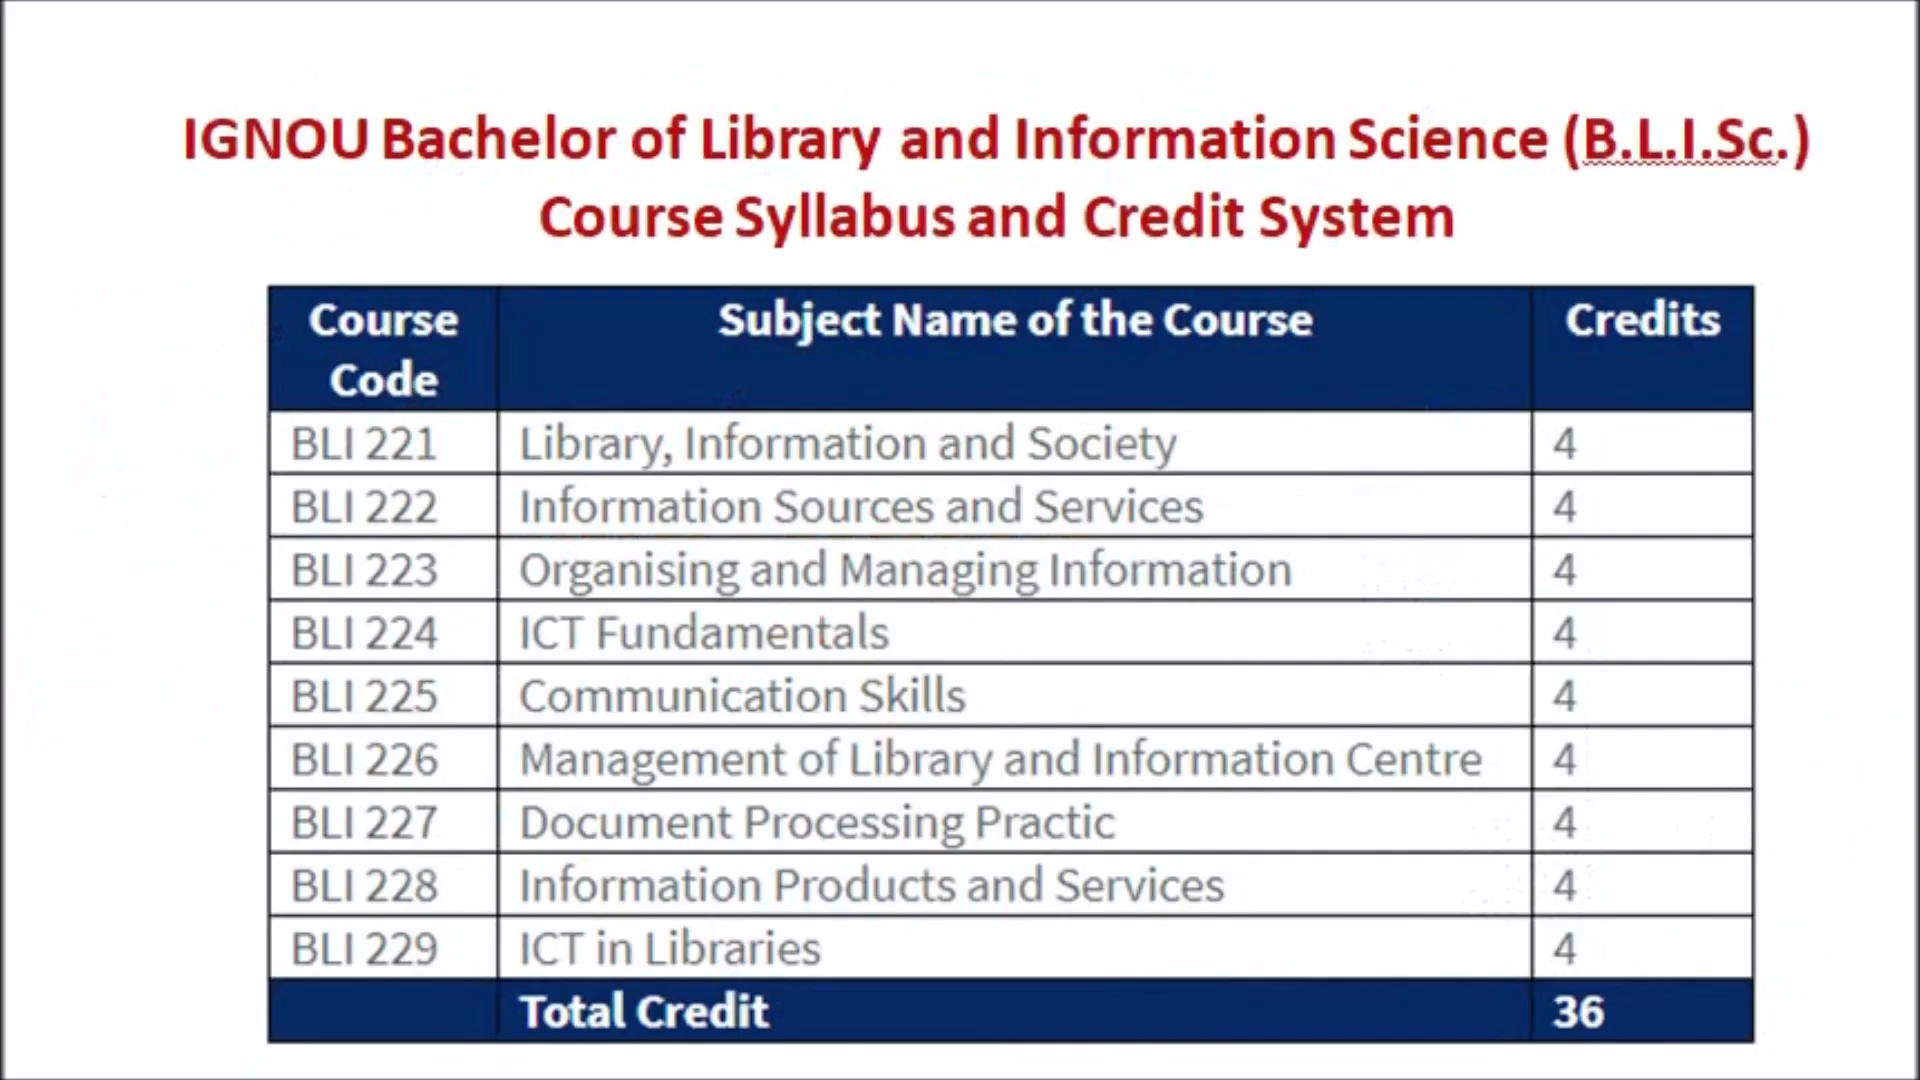 IGNOU Bachelor of Library and Information Science (B.L.I.Sc.)
Course Syllabus and Credit System
Course Code Subject Name of the Course Credits
BLI 221 Library, Information and Society 4
BLI 222 Information Sources and Services 4
BLI 223 Organising and Managing Information 4
BLI 224 ICT Fundamentals 4
BLI 225 Communication Skills 4
BLI 226 Management of Library and Information Centre 4
BLI 227 Document Processing Practic 4
BLI 228 Information Products and Services 4
BLI 229 ICT in Libraries 4
Total Credit 36